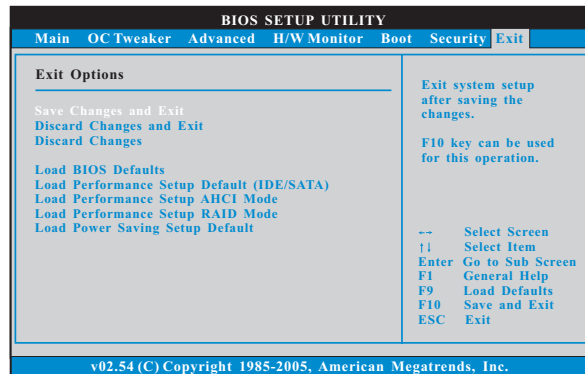 BIOS SETUP UTILITY
Main OC Tweaker Advanced H/W Monitor Boot Security Exit
Exit Options
Save Changes and Exit
Discard Changes and Exit
Discard Changes
Load BIOS Defaults
Load Performance Setup Default (IDE/SATA)
Load Performance Setup AHCI Mode
Load Performance Setup RAID Mode
Load Power Saving Setup Default
Exit system setup
after saving the
changes.
F10 key can be used
for this operation.
←→ Select Screen
↑↓ Select Item
Enter Go to Sub Screen
F1 General Help
F9 Load Defaults
F10 Save and Exit
ESC Exit
v02.54 (C) Copyright 1985-2005, American Megatrends, Inc.